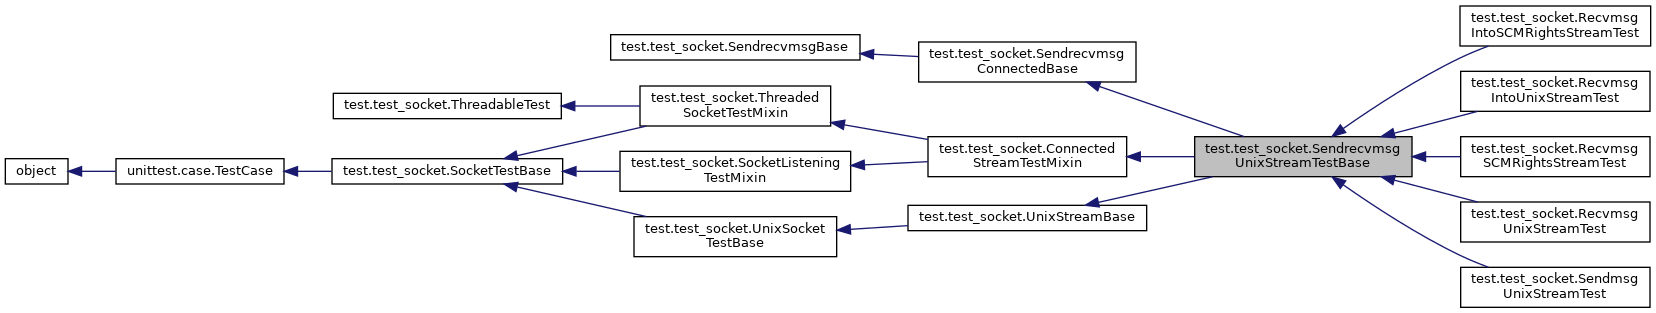 object
unittest.case.TestCase
test.test_socket.ThreadableTest
test.test_socket.SocketTestBase
test.test_socket.SendrecvmsgBase
test.test_socket.Threaded
SocketTestMixin
test.test_socket.SocketListening
TestMixin
test.test_socket.UnixSocket
TestBase
test.test_socket.Sendrecvmsg
ConnectedBase
test.test_socket.Connected
StreamTestMixin
test.test_socket.UnixStreamBase
test.test_socket.Sendrecvmsg
UnixStreamTestBase
test.test_socket.Recvmsg
IntoSCMRightsStreamTest
test.test_socket.Recvmsg
IntoUnixStreamTest
test.test_socket.Recvmsg
SCMRightsStreamTest
test.test_socket.Recvmsg
UnixStreamTest
test.test_socket.Sendmsg
UnixStreamTest